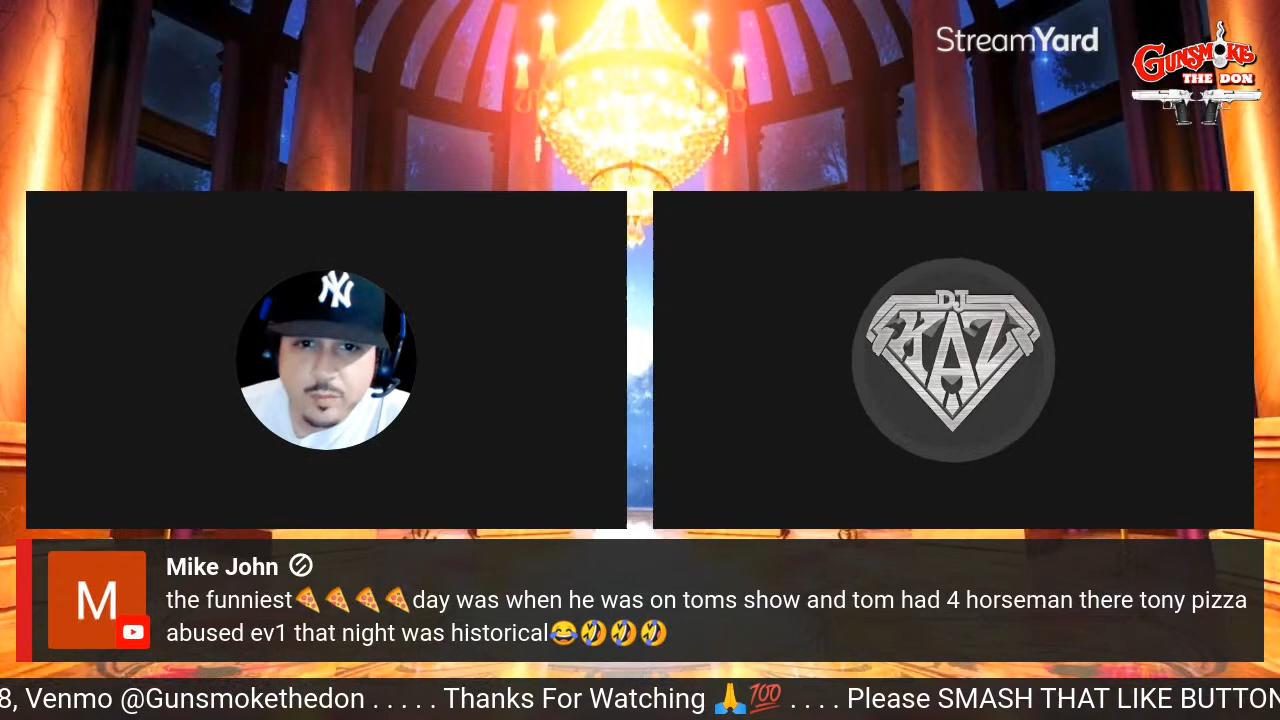 StreamYard
GUNSMOKE
THE DON
NY
DJ
KAZ
M
Mike John
the funniest🍕🍕🍕🍕day was when he was on toms show and tom had 4 horseman there tony pizza
abused ev1 that night was historical😂🤣🤣🤣
8, Venmo @Gunsmokethedon . . . . . Thanks For Watching 🙏💯 . . . . Please SMASH THAT LIKE BUTTON